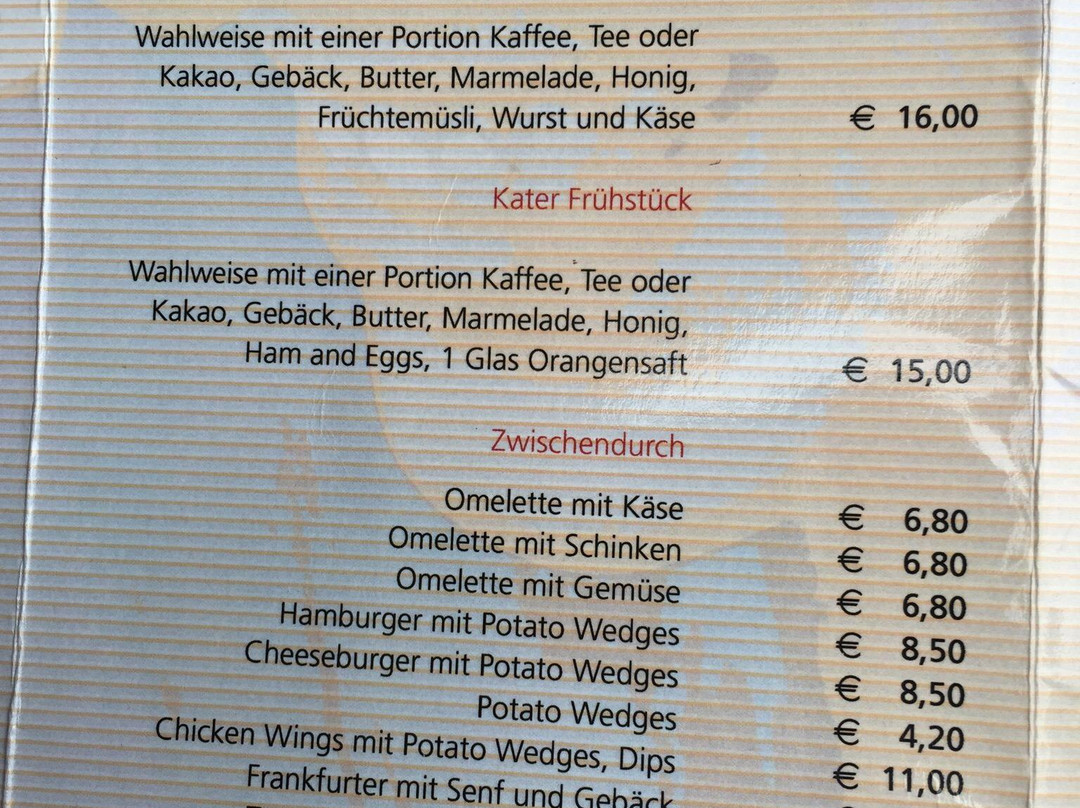 Wahlweise mit einer Portion Kaffee, Tee oder
Kakao, Gebäck, Butter, Marmelade, Honig,
Früchtemüsli, Wurst und Käse € 16,00
Kater Frühstück
Wahlweise mit einer Portion Kaffee, Tee oder
Kakao, Gebäck, Butter, Marmelade, Honig,
Ham and Eggs, 1 Glas Orangensaft € 15,00
Zwischendurch
Omelette mit Käse € 6,80
Omelette mit Schinken € 6,80
Omelette mit Gemüse € 6,80
Hamburger mit Potato Wedges € 8,50
Cheeseburger mit Potato Wedges € 8,50
Potato Wedges € 4,20
Chicken Wings mit Potato Wedges, Dips € 11,00
Frankfurter mit Senf und Gebäck